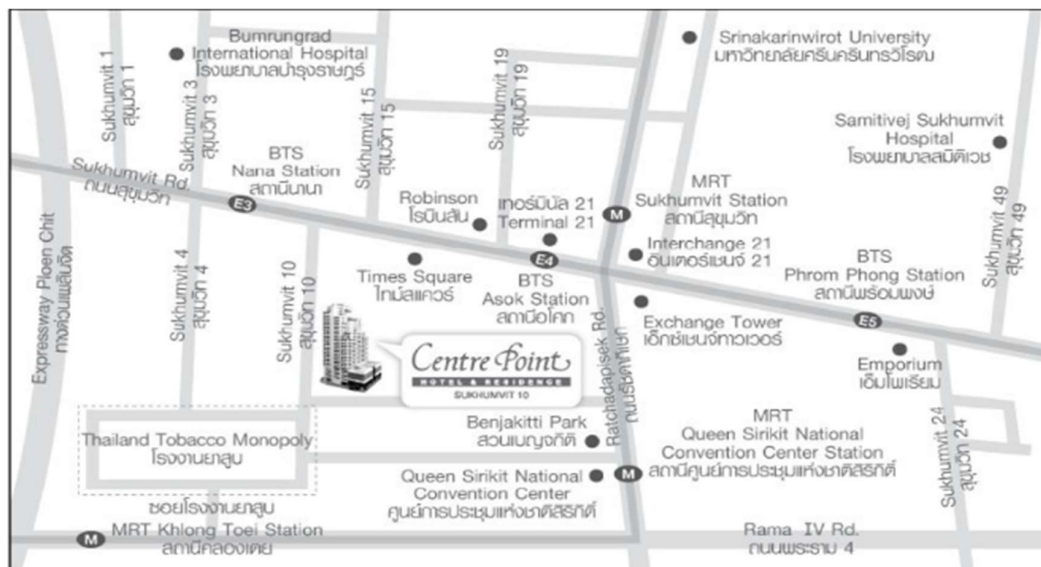 Bumrungrad
International Hospital
โรงพยาบาลบำรุงราษฎร์
Srinakarinwirot University
มหาวิทยาลัยศรีนครินทรวิโรฒ
Sukhumvit 1
สุขุมวิท 1
Sukhumvit 3
สุขุมวิท 3
Sukhumvit 15
สุขุมวิท 15
Sukhumvit 19
สุขุมวิท 19
Samitivej Sukhumvit
Hospital
โรงพยาบาลสมิติเวช
Sukhumvit Rd.
ถนนสุขุมวิท
BTS
Nana Station
สถานีนานา
E3
Robinson
โรบินสัน
เทอร์มินัล 21
Terminal 21
M
MRT
Sukhumvit Station
สถานีสุขุมวิท
Interchange 21
อินเตอร์เชนจ์ 21
Sukhumvit 49
สุขุมวิท 49
BTS
Phrom Phong Station
สถานีพร้อมพงษ์
Expressway Ploen Chit
ทางด่วนเพลินจิต
Sukhumvit 4
สุขุมวิท 4
Sukhumvit 10
สุขุมวิท 10
Times Square
ไทม์สแควร์
E4
BTS
Asok Station
สถานีอโศก
Exchange Tower
เอ็กซ์เชนจ์ทาวเวอร์
E5
Emporium
เอ็มโพเรียม
Centre Point
HOTEL & RESIDENCE
SUKHUMVIT 10
Ratchadapisek Rd.
ถนนรัชดาภิเษก
Thailand Tobacco Monopoly
โรงงานยาสูบ
Benjakitti Park
สวนเบญจกิติ
MRT
Queen Sirikit National
Convention Center Station
สถานีศูนย์การประชุมแห่งชาติสิริกิติ์
M
Sukhumvit 24
สุขุมวิท 24
Queen Sirikit National
Convention Center
ศูนย์การประชุมแห่งชาติสิริกิติ์
ซอยโรงงานยาสูบ
M
MRT Khlong Toei Station
สถานีคลองเตย
Rama IV Rd.
ถนนพระราม 4